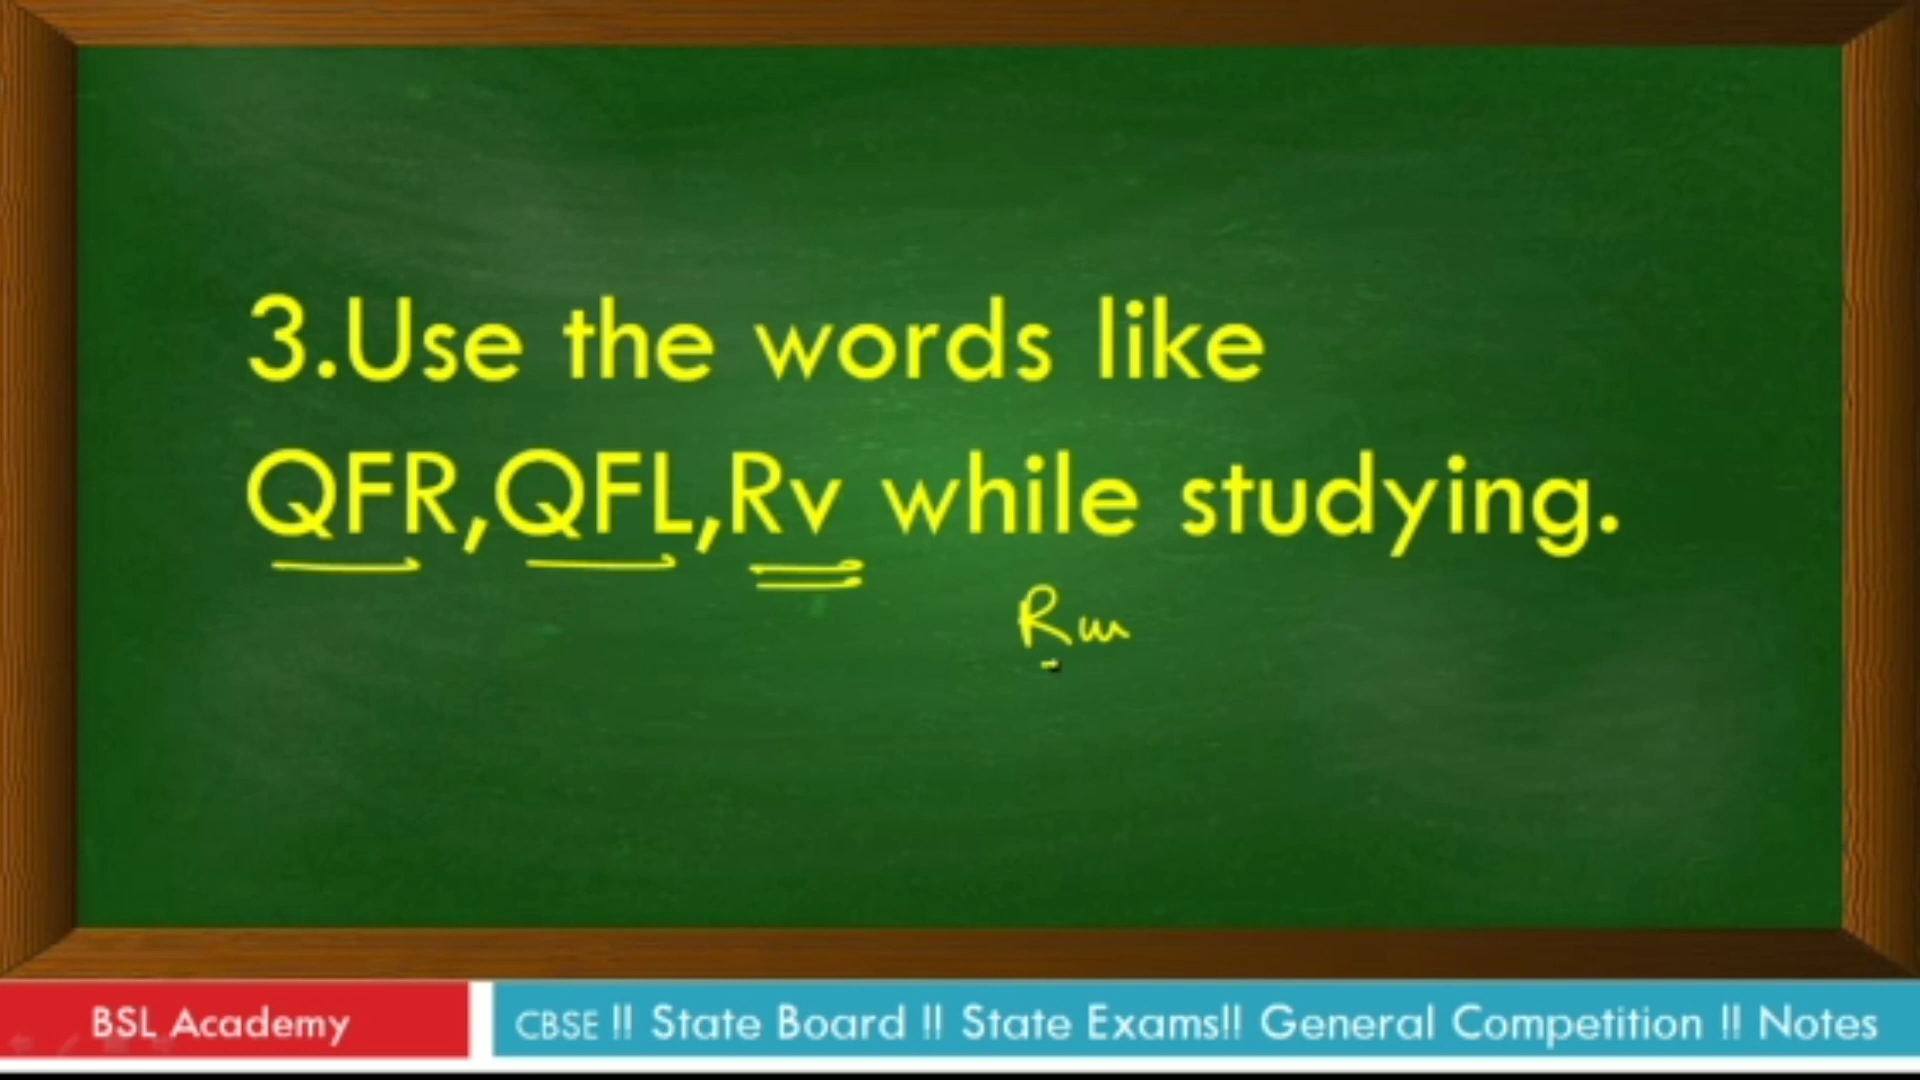 3.Use the words like
QFR,QFL,Rv while studying.
BSL Academy
CBSE !! State Board !! State Exams!! General Competition !! Notes